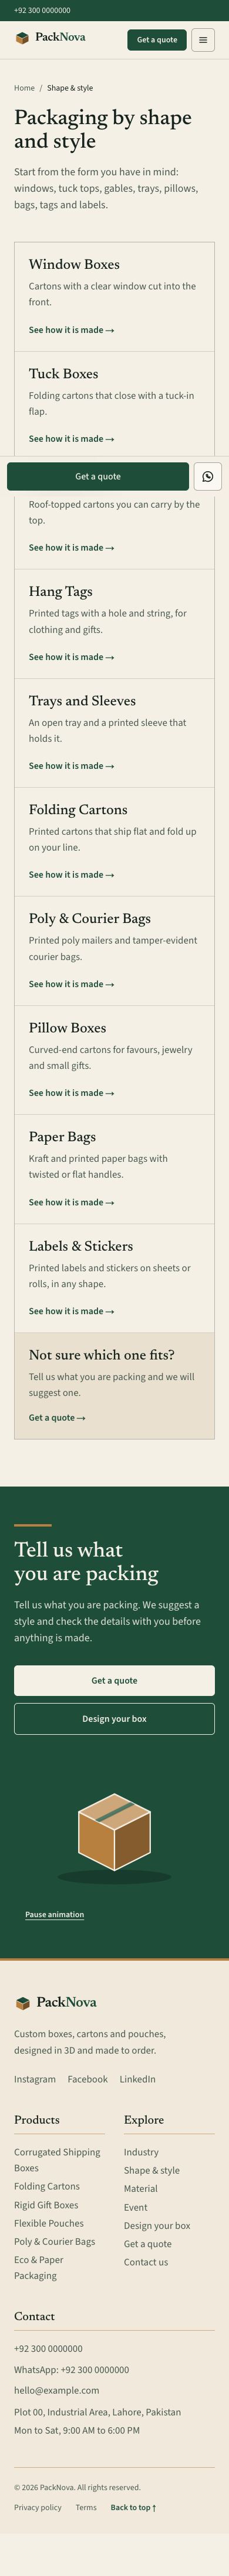 +92 300 0000000
PackNova
Get a quote
Home / Shape & style
Packaging by shape
and style
Start from the form you have in mind:
windows, tuck tops, gables, trays, pillows,
bags, tags and labels.
Window Boxes
Cartons with a clear window cut into the
front.
See how it is made →
Tuck Boxes
Folding cartons that close with a tuck-in
flap.
See how it is made →
Get a quote
Roof-topped cartons you can carry by the
top.
See how it is made →
Hang Tags
Printed tags with a hole and string, for
clothing and gifts.
See how it is made →
Trays and Sleeves
An open tray and a printed sleeve that
holds it.
See how it is made →
Folding Cartons
Printed cartons that ship flat and fold up
on your line.
See how it is made →
Poly & Courier Bags
Printed poly mailers and tamper-evident
courier bags.
See how it is made →
Pillow Boxes
Curved-end cartons for favours, jewelry
and small gifts.
See how it is made →
Paper Bags
Kraft and printed paper bags with
twisted or flat handles.
See how it is made →
Labels & Stickers
Printed labels and stickers on sheets or
rolls, in any shape.
See how it is made →
Not sure which one fits?
Tell us what you are packing and we will
suggest one.
Get a quote →
Tell us what
you are packing
Tell us what you are packing. We suggest a
style and check the details with you before
anything is made.
Get a quote
Design your box
Pause animation
PackNova
Custom boxes, cartons and pouches,
designed in 3D and made to order.
Instagram Facebook LinkedIn
Products
Corrugated Shipping
Boxes
Folding Cartons
Rigid Gift Boxes
Flexible Pouches
Poly & Courier Bags
Eco & Paper
Packaging
Explore
Industry
Shape & style
Material
Event
Design your box
Get a quote
Contact us
Contact
+92 300 0000000
WhatsApp: +92 300 0000000
hello@example.com
Plot 00, Industrial Area, Lahore, Pakistan
Mon to Sat, 9:00 AM to 6:00 PM
© 2026 PackNova. All rights reserved.
Privacy policy Terms Back to top ↑